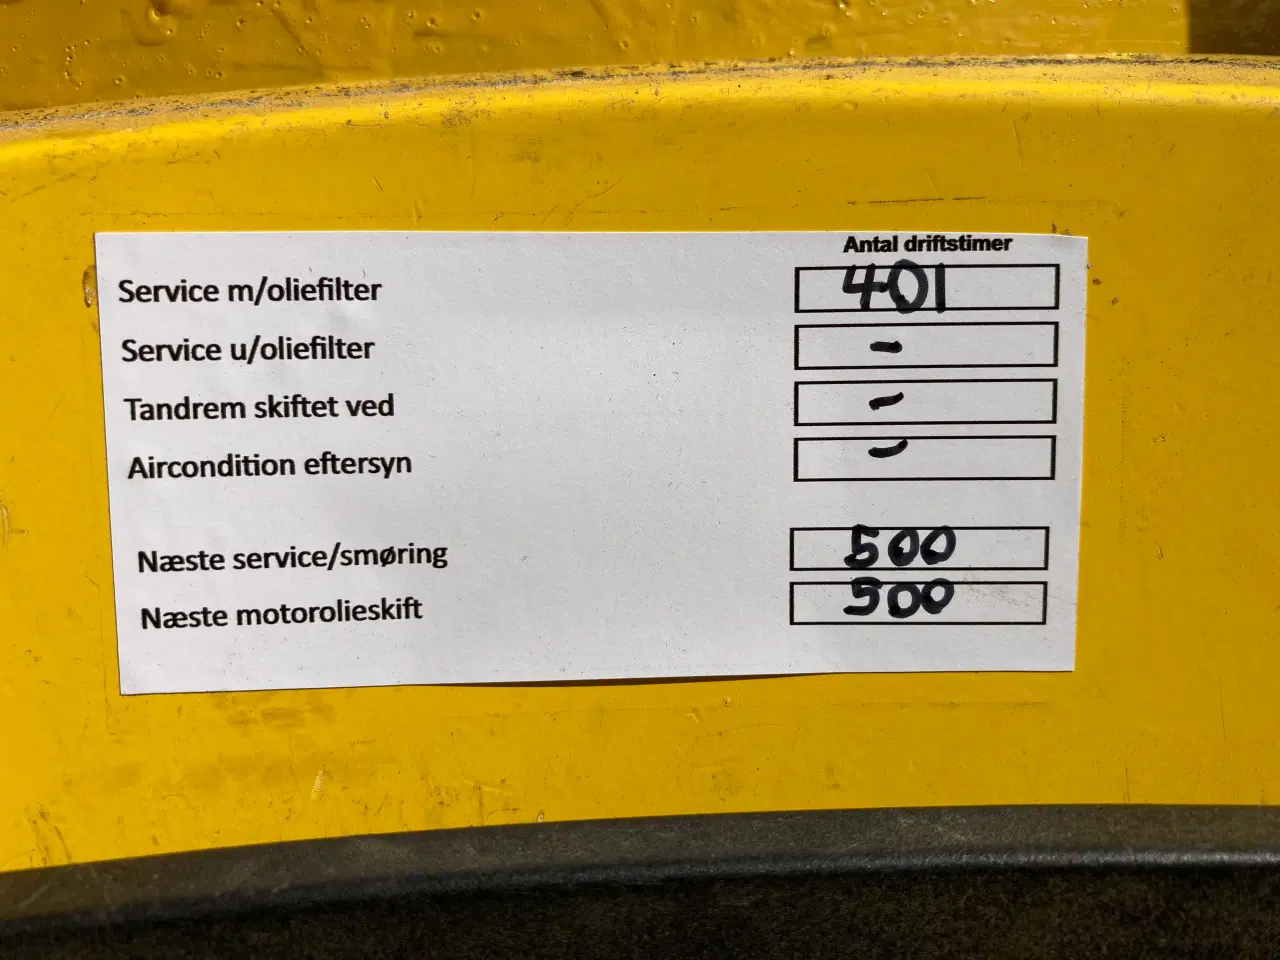 Antal driftstimer
Service m/oliefilter 401
Service u/oliefilter -
Tandrem skiftet ved -
Aircondition eftersyn -
Næste service/smøring 500
Næste motorolieskift 500